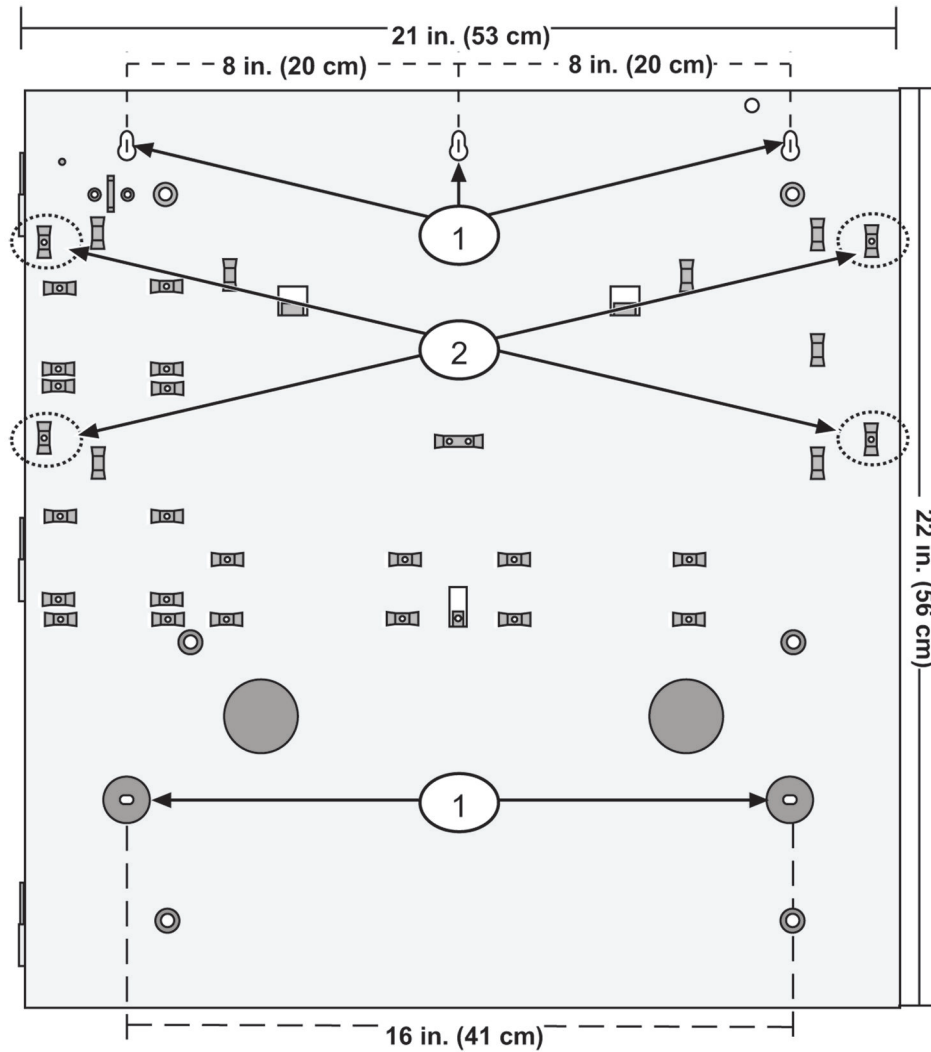 21 in. (53 cm)
8 in. (20 cm)
8 in. (20 cm)
1
2
22 in. (56 cm)
1
16 in. (41 cm)